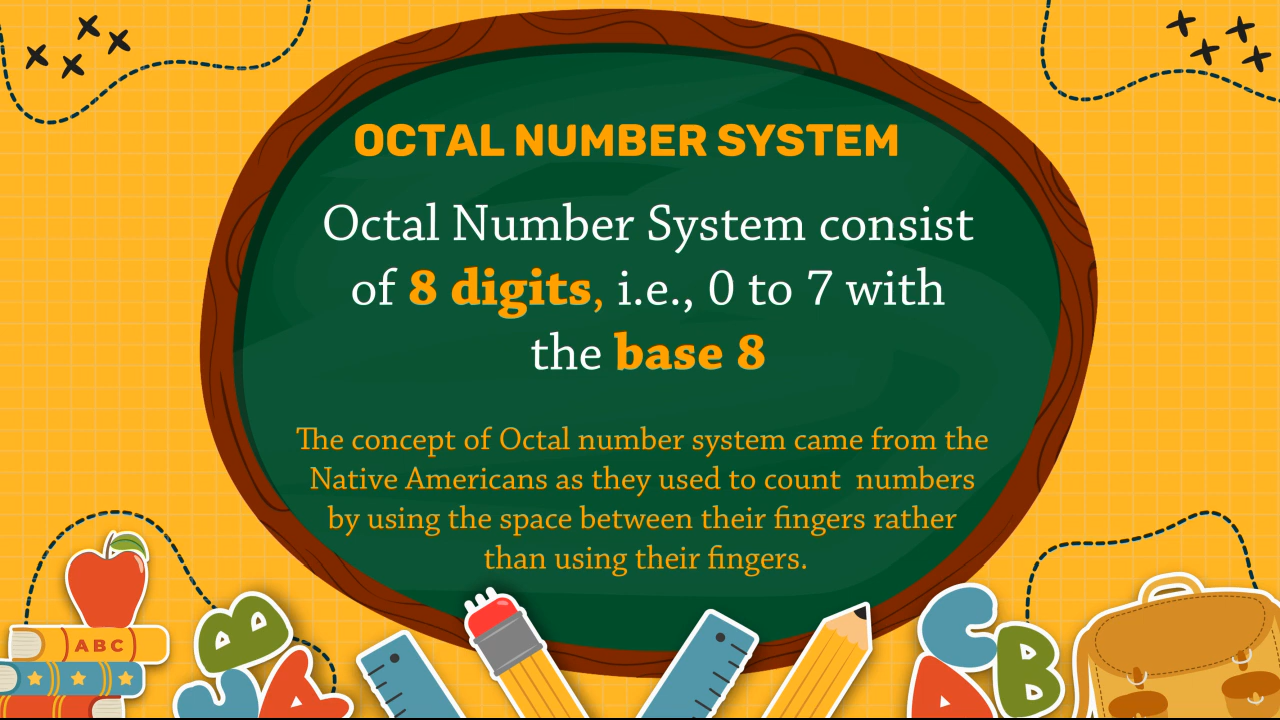 OCTAL NUMBER SYSTEM
Octal Number System consist
of 8 digits, i.e., 0 to 7 with
the base 8
The concept of Octal number system came from the
Native Americans as they used to count numbers
by using the space between their fingers rather
than using their fingers.
ABC
B
A
C
B
A